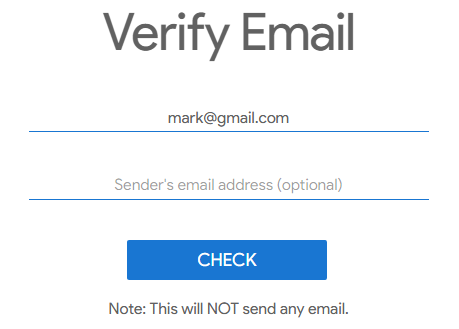 Verify Email
mark@gmail.com
Sender's email address (optional)
CHECK
Note: This will NOT send any email.